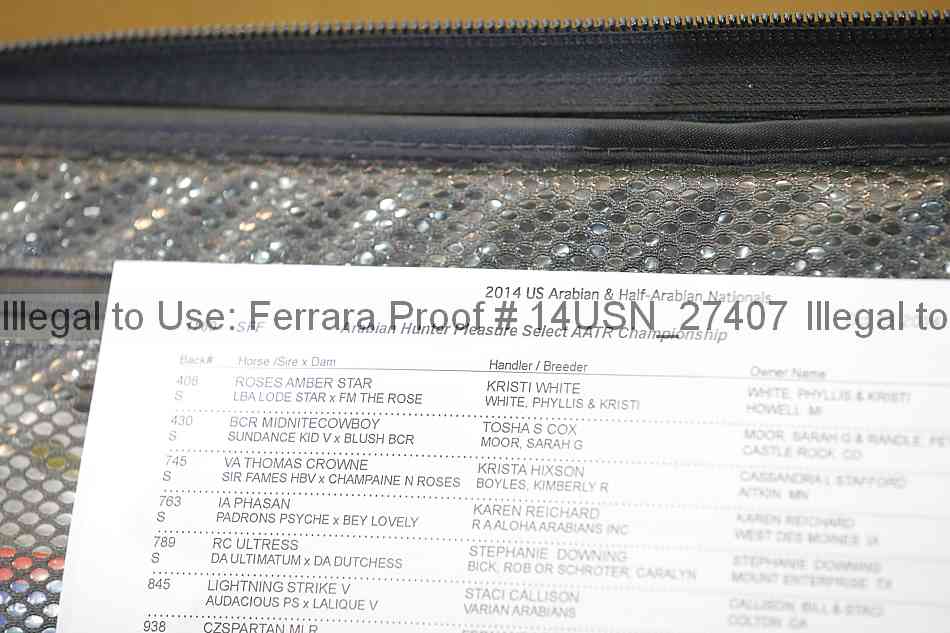 2014 US Arabian & Half-Arabian Nationals
Illegal to Use: Ferrara Proof # 14USN_27407 Illegal to
SFF Arabian Hunter Pleasure Select AATR Championship
Back# Horse /Sire x Dam Handler / Breeder Owner Name
408 ROSES AMBER STAR KRISTI WHITE WHITE, PHYLLIS & KRISTI
S LBA LODE STAR x FM THE ROSE WHITE, PHYLLIS & KRISTI HOWELL MI
430 BCR MIDNITECOWBOY TOSHA S COX MOOR, SARAH G & RANDLE, PE
S SUNDANCE KID V x BLUSH BCR MOOR, SARAH G CASTLE ROCK CO
745 VA THOMAS CROWNE KRISTA HIXSON CASSANDRA L STAFFORD
S SIR FAMES HBV x CHAMPAINE N ROSES BOYLES, KIMBERLY R AITKIN MN
763 IA PHASAN KAREN REICHARD KAREN REICHARD
S PADRONS PSYCHE x BEY LOVELY R A ALOHA ARABIANS INC WEST DES MOINES IA
789 RC ULTRESS STEPHANIE DOWNING STEPHANIE DOWNING
S DA ULTIMATUM x DA DUTCHESS BICK, ROB OR SCHROTER, CARALYN MOUNT ENTERPRISE TX
845 LIGHTNING STRIKE V STACI CALLISON CALLISON, BILL & STACI
AUDACIOUS PS x LALIQUE V VARIAN ARABIANS COLTON CA
938 CZSPARTAN MLR